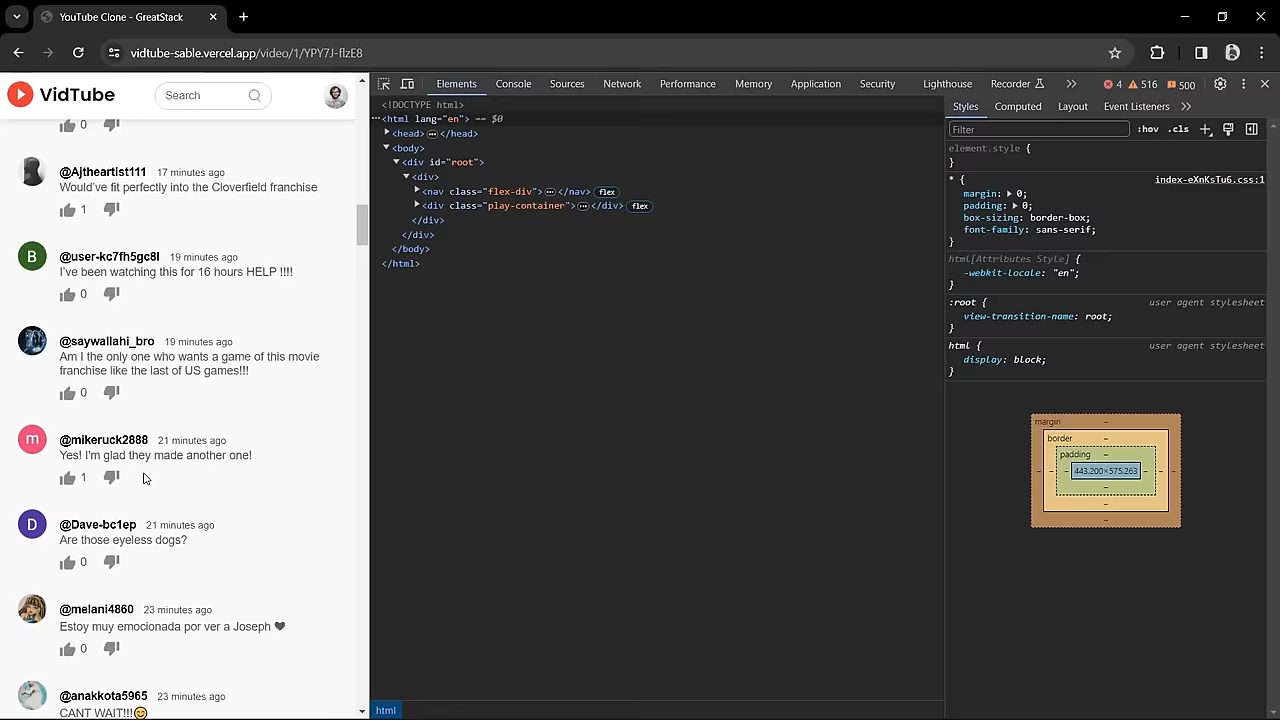 YouTube Clone - GreatStack
vidtube-sable.vercel.app/video/1/YPY7J-flzE8
VidTube
Search
0
@Ajtheartist111 17 minutes ago
Would've fit perfectly into the Cloverfield franchise
1
B
@user-kc7fh5gc8l 19 minutes ago
I've been watching this for 16 hours HELP !!!!
0
@saywallahi_bro 19 minutes ago
Am I the only one who wants a game of this movie
franchise like the last of US games!!!
0
m
@mikeruck2888 21 minutes ago
Yes! I'm glad they made another one!
1
D
@Dave-bc1ep 21 minutes ago
Are those eyeless dogs?
0
@melani4860 23 minutes ago
Estoy muy emocionada por ver a Joseph 🖤
0
@anakkota5965 23 minutes ago
CANT WAIT!!!😊
Elements Console Sources Network Performance Memory Application Security Lighthouse Recorder 4 516 500
<!DOCTYPE html>
<html lang="en"> == $0
<head> ⋯ </head>
<body>
<div id="root">
<div>
<nav class="flex-div"> ⋯ </nav> flex
<div class="play-container"> ⋯ </div> flex
</div>
</div>
</body>
</html>
html
Styles Computed Layout Event Listeners
Filter :hov .cls
element.style {
}
* { index-eXnKsTu6.css:1
margin: 0;
padding: 0;
box-sizing: border-box;
font-family: sans-serif;
}
html[Attributes Style] {
-webkit-locale: "en";
}
:root { user agent stylesheet
view-transition-name: root;
}
html { user agent stylesheet
display: block;
}
margin –
border –
padding –
443.200×575.263